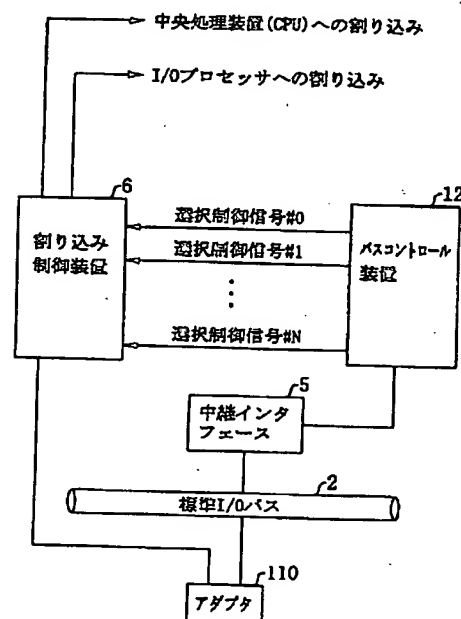 中央処理装置(CPU)への割り込み
I/Oプロセッサへの割り込み
6
12
割り込み
制御装置
選択制御信号#0
選択制御信号#1
選択制御信号#N
バスコントロール
装置
5
中継インタ
フェース
2
標準I/Oバス
110
アダプタ